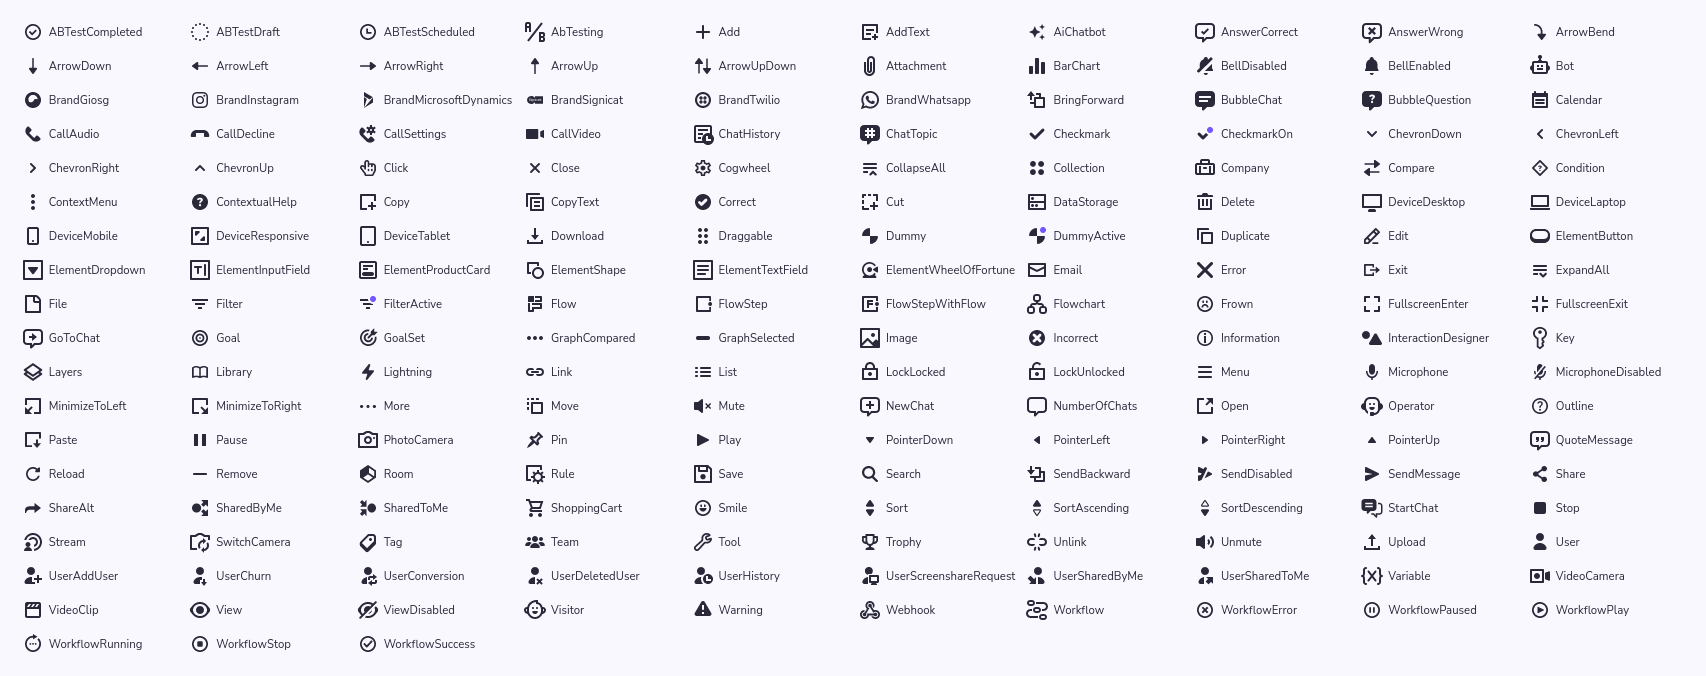 ABTestCompleted ABTestDraft ABTestScheduled AbTesting Add AddText AiChatbot AnswerCorrect AnswerWrong ArrowBend
ArrowDown ArrowLeft ArrowRight ArrowUp ArrowUpDown Attachment BarChart BellDisabled BellEnabled Bot
BrandGiosg BrandInstagram BrandMicrosoftDynamics BrandSignicat BrandTwilio BrandWhatsapp BringForward BubbleChat BubbleQuestion Calendar
CallAudio CallDecline CallSettings CallVideo ChatHistory ChatTopic Checkmark CheckmarkOn ChevronDown ChevronLeft
ChevronRight ChevronUp Click Close Cogwheel CollapseAll Collection Company Compare Condition
ContextMenu ContextualHelp Copy CopyText Correct Cut DataStorage Delete DeviceDesktop DeviceLaptop
DeviceMobile DeviceResponsive DeviceTablet Download Draggable Dummy DummyActive Duplicate Edit ElementButton
ElementDropdown ElementInputField ElementProductCard ElementShape ElementTextField ElementWheelOfFortune Email Error Exit ExpandAll
File Filter FilterActive Flow FlowStep FlowStepWithFlow Flowchart Frown FullscreenEnter FullscreenExit
GoToChat Goal GoalSet GraphCompared GraphSelected Image Incorrect Information InteractionDesigner Key
Layers Library Lightning Link List LockLocked LockUnlocked Menu Microphone MicrophoneDisabled
MinimizeToLeft MinimizeToRight More Move Mute NewChat NumberOfChats Open Operator Outline
Paste Pause PhotoCamera Pin Play PointerDown PointerLeft PointerRight PointerUp QuoteMessage
Reload Remove Room Rule Save Search SendBackward SendDisabled SendMessage Share
ShareAlt SharedByMe SharedToMe ShoppingCart Smile Sort SortAscending SortDescending StartChat Stop
Stream SwitchCamera Tag Team Tool Trophy Unlink Unmute Upload User
UserAddUser UserChurn UserConversion UserDeletedUser UserHistory UserScreenshareRequest UserSharedByMe UserSharedToMe Variable VideoCamera
VideoClip View ViewDisabled Visitor Warning Webhook Workflow WorkflowError WorkflowPaused WorkflowPlay
WorkflowRunning WorkflowStop WorkflowSuccess